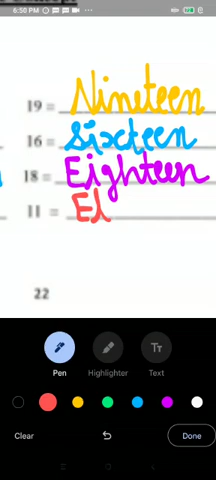 6:50 PM
19 = Nineteen
16 = Sixteen
18 = Eighteen
11 = El
22
Pen
Highlighter
Tт
Text
Clear
Done